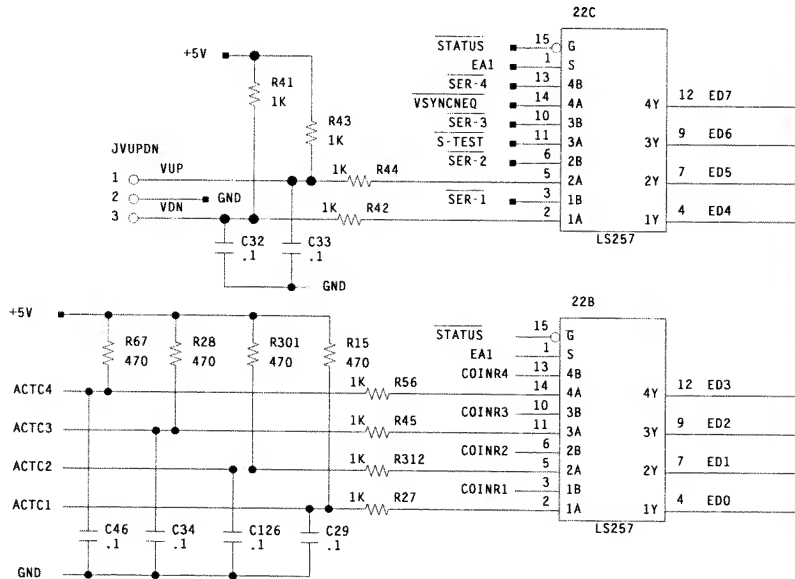 22C
+5V
STATUS 15 G
EA1 1 S
SER-4 13 4B
VSYNCNEQ 14 4A 4Y 12 ED7
SER-3 10 3B
S-TEST 11 3A 3Y 9 ED6
SER-2 6 2B
5 2A 2Y 7 ED5
SER-1 3 1B
2 1A 1Y 4 ED4
LS257
R41
1K
R43
1K
JVUPDN
1 VUP 1K R44
2 GND
3 VDN 1K R42
C32
.1
C33
.1
GND
22B
+5V
STATUS 15 G
EA1 1 S
COINR4 13 4B
14 4A 4Y 12 ED3
COINR3 10 3B
11 3A 3Y 9 ED2
COINR2 6 2B
5 2A 2Y 7 ED1
COINR1 3 1B
2 1A 1Y 4 ED0
LS257
R67
470
R28
470
R301
470
R15
470
ACTC4 1K R56
ACTC3 1K R45
ACTC2 1K R312
ACTC1 1K R27
C46
.1
C34
.1
C126
.1
C29
.1
GND